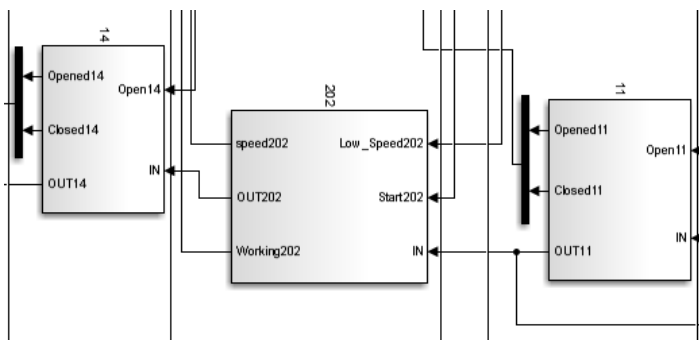 14
Opened14
Open14
Closed14
IN
OUT14
202
speed202
Low_Speed202
OUT202
Start202
Working202
IN
11
Opened11
Open11
Closed11
IN
OUT11